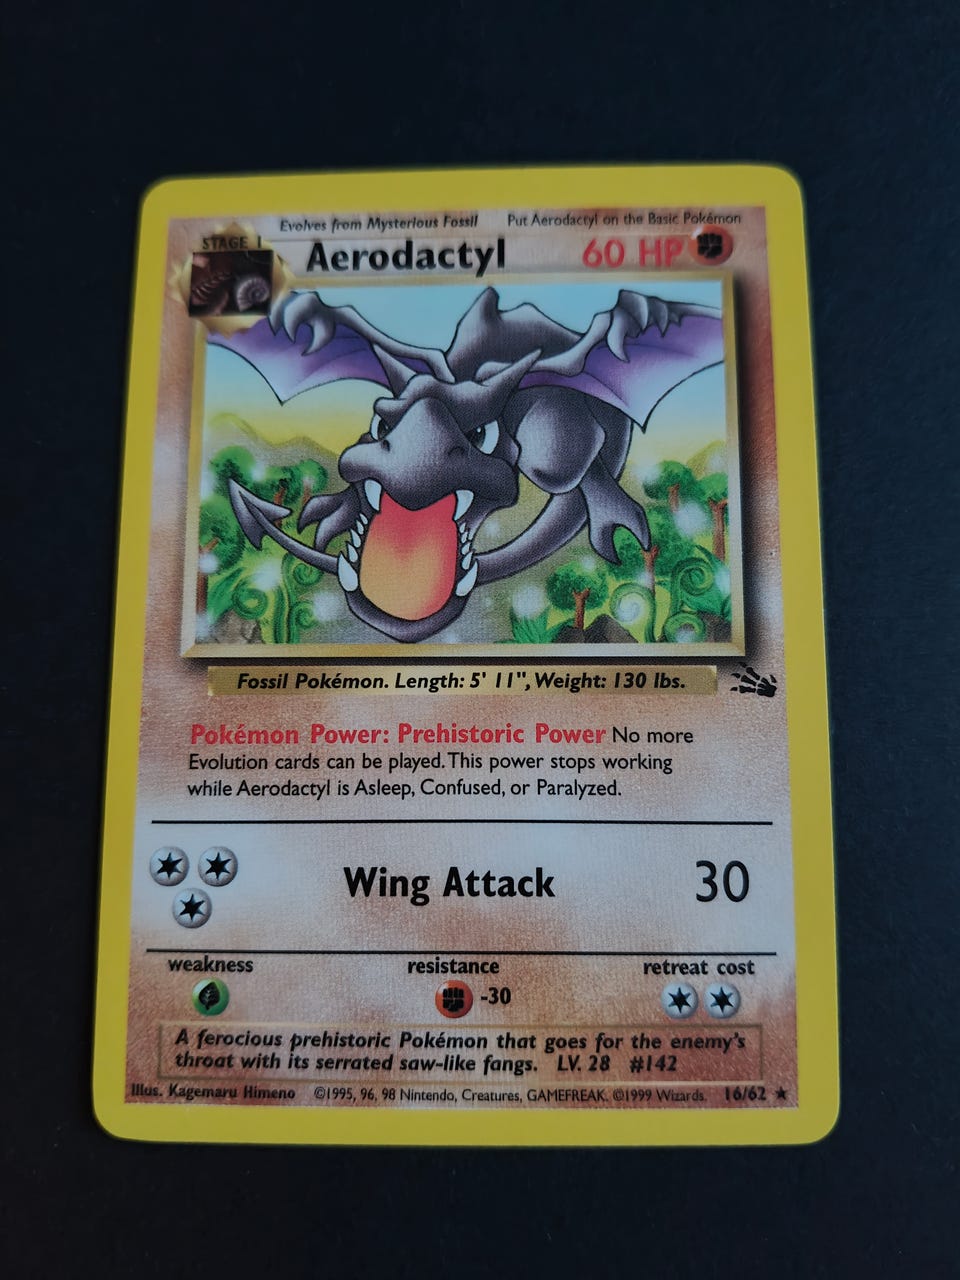 Evolves from Mysterious Fossil Put Aerodactyl on the Basic Pokémon
STAGE 1
Aerodactyl 60 HP
Fossil Pokémon. Length: 5' 11", Weight: 130 lbs.
Pokémon Power: Prehistoric Power No more
Evolution cards can be played. This power stops working
while Aerodactyl is Asleep, Confused, or Paralyzed.
Wing Attack 30
weakness resistance retreat cost
-30
A ferocious prehistoric Pokémon that goes for the enemy's
throat with its serrated saw-like fangs. LV. 28 #142
Illus. Kagemaru Himeno ©1995, 96, 98 Nintendo, Creatures, GAMEFREAK. ©1999 Wizards. 16/62 ★